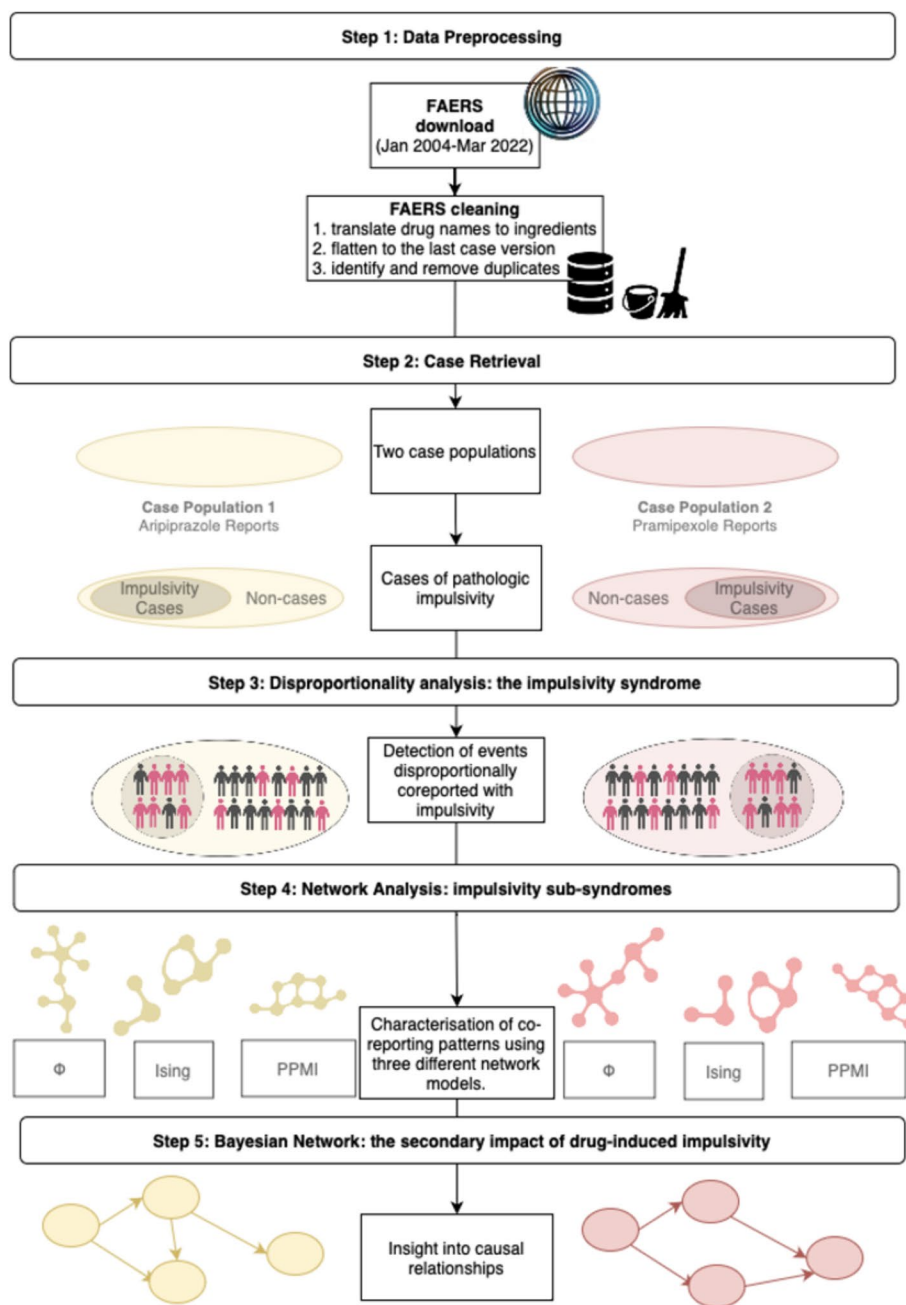 Step 1: Data Preprocessing
FAERS
download
(Jan 2004-Mar 2022)
FAERS cleaning
1. translate drug names to ingredients
2. flatten to the last case version
3. identify and remove duplicates
Step 2: Case Retrieval
Two case populations
Case Population 1
Aripiprazole Reports
Case Population 2
Pramipexole Reports
Impulsivity
Cases
Non-cases
Cases of pathologic
impulsivity
Non-cases
Impulsivity
Cases
Step 3: Disproportionality analysis: the impulsivity syndrome
Detection of events
disproportionally
coreported with
impulsivity
Step 4: Network Analysis: impulsivity sub-syndromes
Φ
Ising
PPMI
Characterisation of co-
reporting patterns using
three different network
models.
Φ
Ising
PPMI
Step 5: Bayesian Network: the secondary impact of drug-induced impulsivity
Insight into causal
relationships